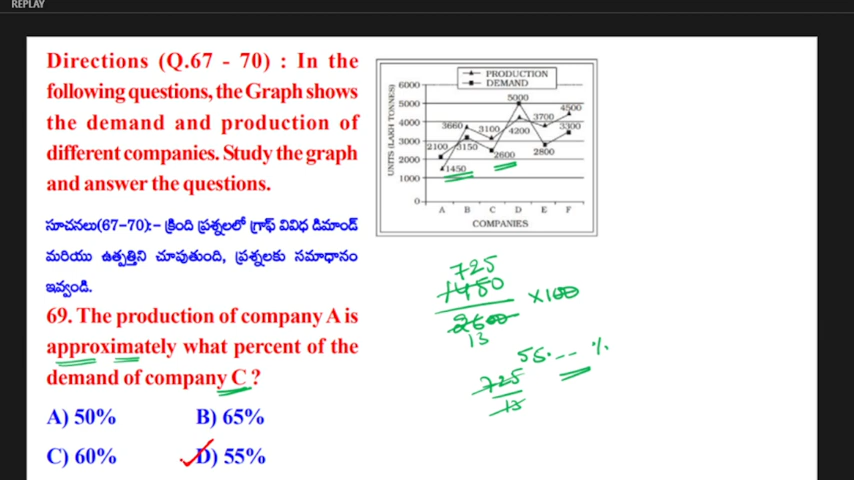 REPLAY
Directions (Q.67 - 70) : In the
following questions, the Graph shows
the demand and production of
different companies. Study the graph
and answer the questions.
సూచనలు(67-70):- క్రింది ప్రశ్నలలో గ్రాఫ్ వివిధ డిమాండ్
మరియు ఉత్పత్తిని చూపుతుంది, ప్రశ్నలకు సమాధానం
ఇవ్వండి.
69. The production of company A is
approximately what percent of the
demand of company C ?
A) 50% B) 65%
C) 60% D) 55%
PRODUCTION
DEMAND
UNITS (LAKH TONNES)
6000
5000
4000
3000
2000
1000
0
5000
4500
3660 3100 4200 3700 3300
2100 3150 2600 2800
1450
A B C D E F
COMPANIES
725
1450
×100
2600
13
55.-- %
725
13